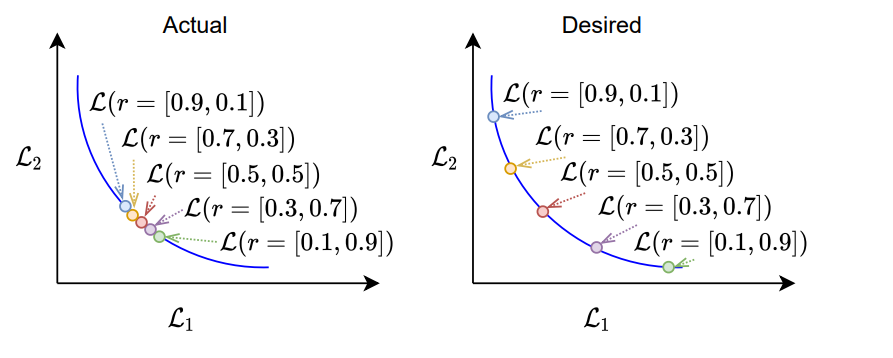 Actual
ℒ(r = [0.9, 0.1])
ℒ(r = [0.7, 0.3])
ℒ₂
ℒ(r = [0.5, 0.5])
ℒ(r = [0.3, 0.7])
ℒ(r = [0.1, 0.9])
ℒ₁
Desired
ℒ(r = [0.9, 0.1])
ℒ(r = [0.7, 0.3])
ℒ₂
ℒ(r = [0.5, 0.5])
ℒ(r = [0.3, 0.7])
ℒ(r = [0.1, 0.9])
ℒ₁